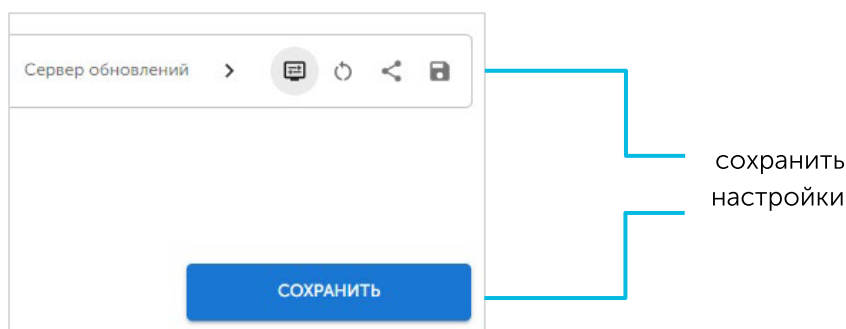 Сервер обновлений
сохранить
настройки
СОХРАНИТЬ